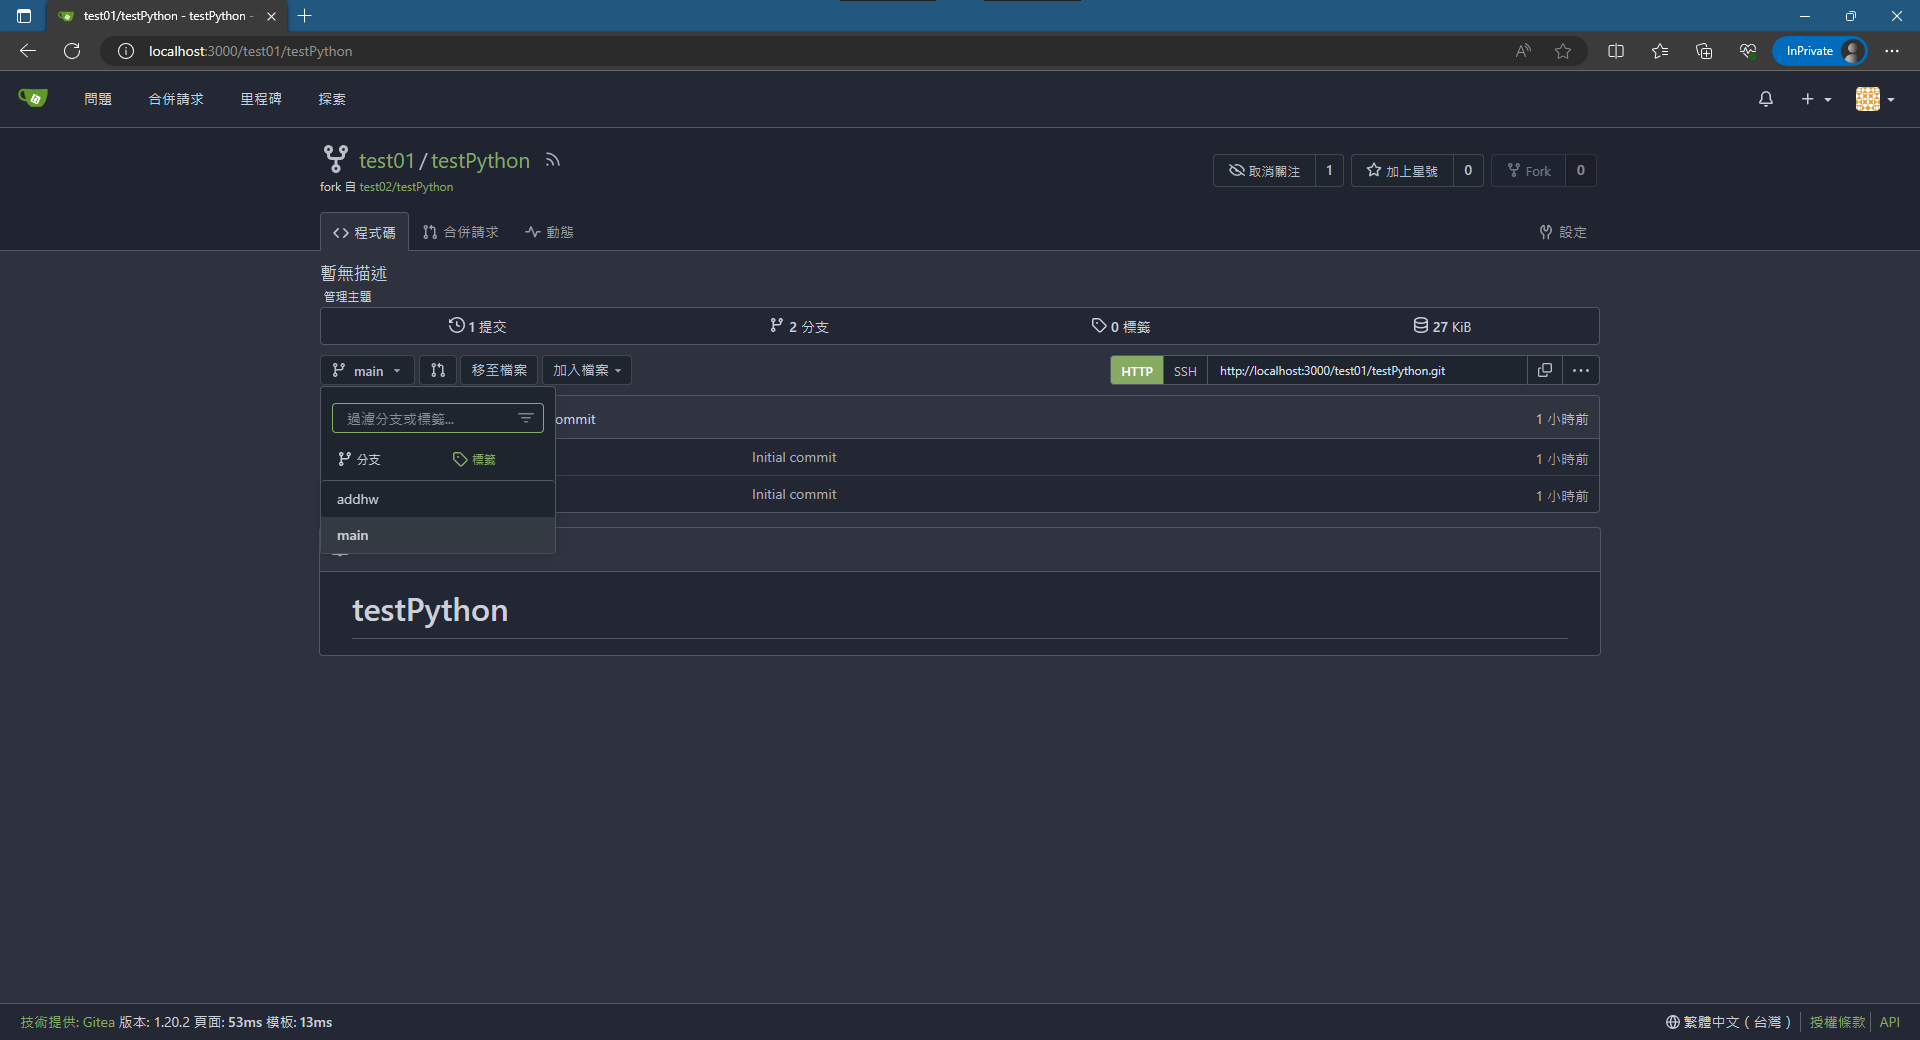 test01/testPython - testPython -
localhost:3000/test01/testPython
InPrivate
問題 合併請求 里程碑 探索
test01/testPython
fork 自 test02/testPython
取消關注 1 加上星號 0 Fork 0
程式碼 合併請求 動態 設定
暫無描述
管理主題
1 提交 2 分支 0 標籤 27 KiB
main 移至檔案 加入檔案 HTTP SSH http://localhost:3000/test01/testPython.git
過濾分支或標籤...
ommit 1 小時前
分支 標籤
Initial commit 1 小時前
addhw
Initial commit 1 小時前
main
testPython
技術提供: Gitea 版本: 1.20.2 頁面: 53ms 模板: 13ms 繁體中文 ( 台灣 ) 授權條款 API